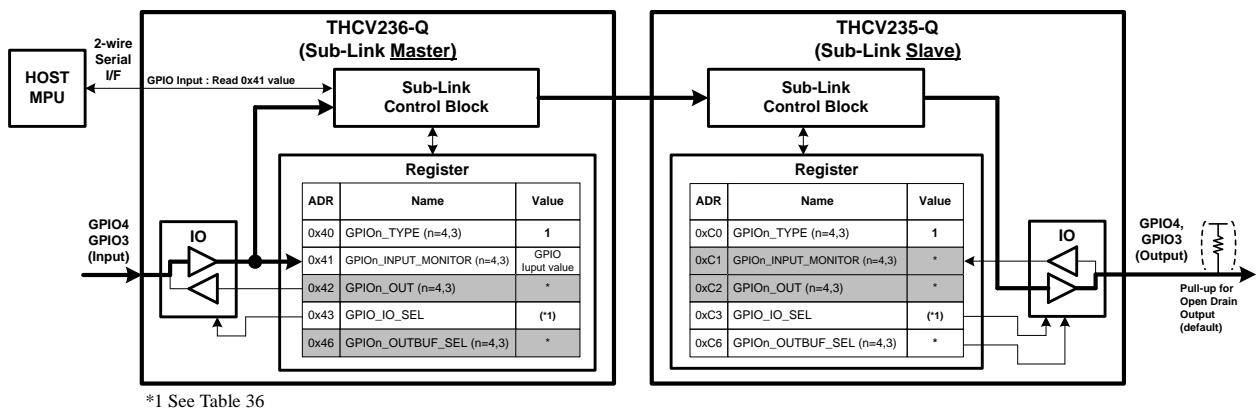 THCV236-Q
(Sub-Link Master)
THCV235-Q
(Sub-Link Slave)
2-wire
Serial
I/F
HOST
MPU
GPIO Input : Read 0x41 value
Sub-Link
Control Block
Sub-Link
Control Block
Register
ADR Name Value
0x40 GPIOn_TYPE (n=4,3) 1
0x41 GPIOn_INPUT_MONITOR (n=4,3) GPIO
Iuput value
0x42 GPIOn_OUT (n=4,3) *
0x43 GPIO_IO_SEL (*1)
0x46 GPIOn_OUTBUF_SEL (n=4,3) *
GPIO4
GPIO3
(Input)
IO
Register
ADR Name Value
0xC0 GPIOn_TYPE (n=4,3) 1
0xC1 GPIOn_INPUT_MONITOR (n=4,3) *
0xC2 GPIOn_OUT (n=4,3) *
0xC3 GPIO_IO_SEL (*1)
0xC6 GPIOn_OUTBUF_SEL (n=4,3) *
IO
GPIO4,
GPIO3
(Output)
Pull-up for
Open Drain
Output
(default)
*1 See Table 36